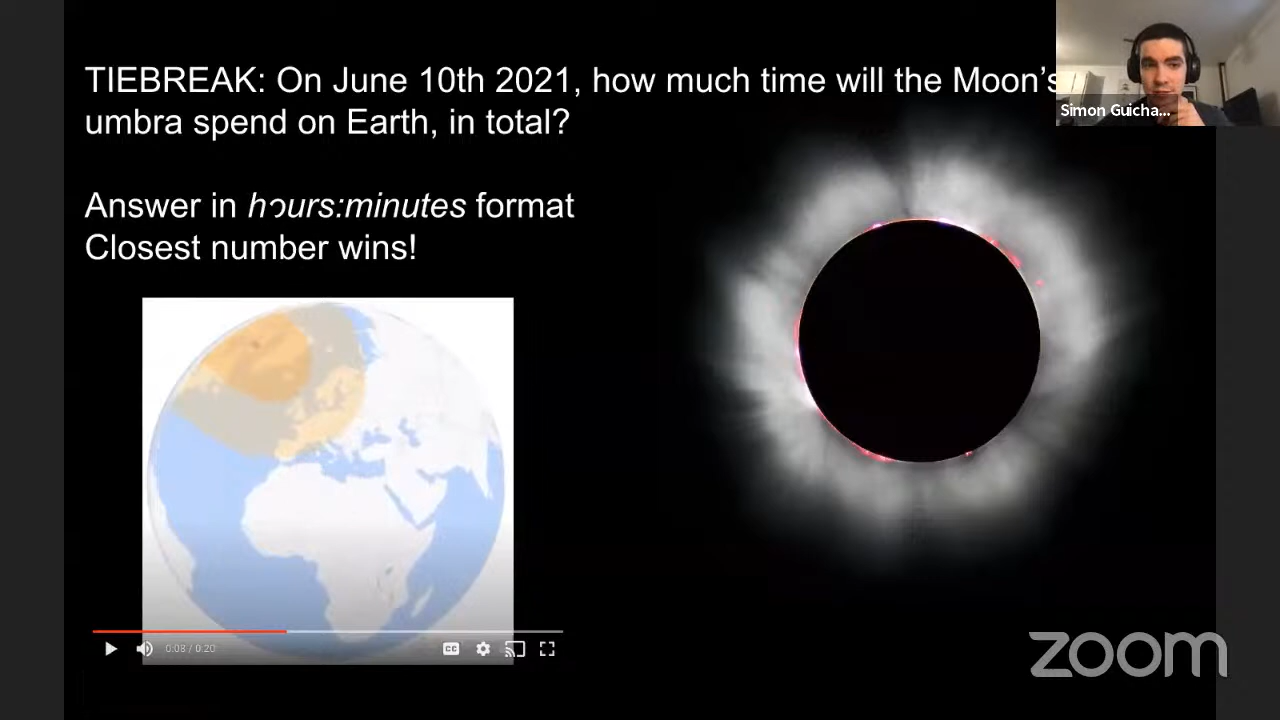 TIEBREAK: On June 10th 2021, how much time will the Moon's
umbra spend on Earth, in total?
Answer in hours:minutes format
Closest number wins!
Simon Guicha...
0:08 / 0:20
CC
zoom